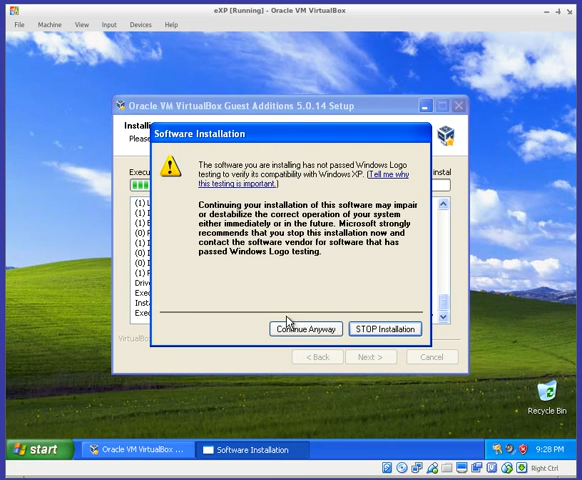 eXP [Running] - Oracle VM VirtualBox
File Machine View Input Devices Help
Oracle VM VirtualBox Guest Additions 5.0.14 Setup
Software Installation
The software you are installing has not passed Windows Logo
testing to verify its compatibility with Windows XP. (Tell me why
this testing is important.)
Continuing your installation of this software may impair
or destabilize the correct operation of your system
either immediately or in the future. Microsoft strongly
recommends that you stop this installation now and
contact the software vendor for software that has
passed Windows Logo testing.
Continue Anyway STOP Installation
< Back Next > Cancel
Recycle Bin
start Oracle VM VirtualBox ... Software Installation 9:28 PM
Right Ctrl